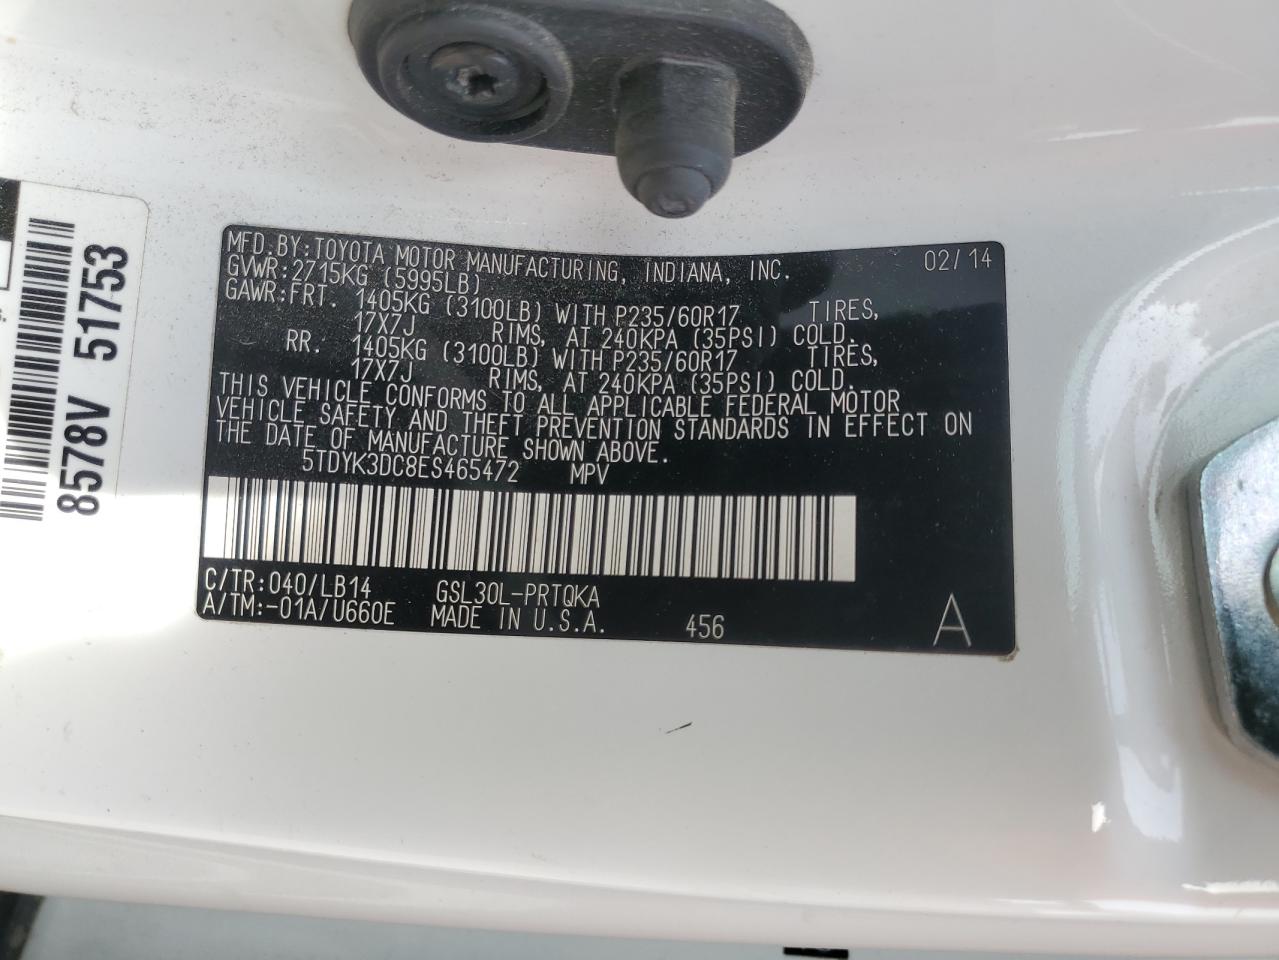 MFD.BY:TOYOTA MOTOR MANUFACTURING, INDIANA, INC. 02/14
GVWR:2715KG (5995LB)
GAWR:FRT. 1405KG (3100LB) WITH P235/60R17 TIRES,
17X7J RIMS, AT 240KPA (35PSI) COLD.
RR. 1405KG (3100LB) WITH P235/60R17 TIRES,
17X7J RIMS, AT 240KPA (35PSI) COLD.
THIS VEHICLE CONFORMS TO ALL APPLICABLE FEDERAL MOTOR
VEHICLE SAFETY AND THEFT PREVENTION STANDARDS IN EFFECT ON
THE DATE OF MANUFACTURE SHOWN ABOVE.
5TDYK3DC8ES465472 MPV
C/TR:040/LB14 GSL30L-PRTQKA
A/TM:-01A/U660E MADE IN U.S.A. 456 A
8578V 51753